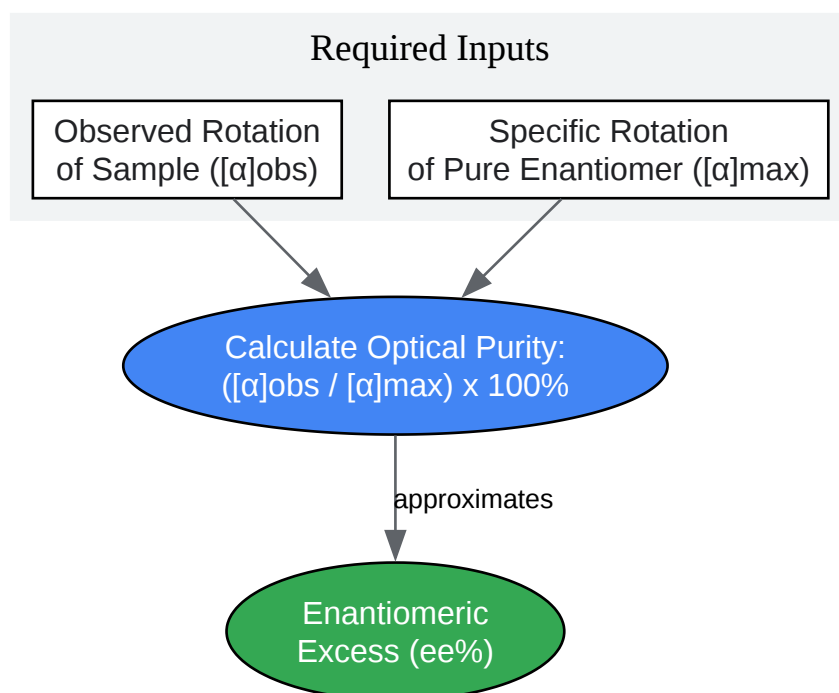 Required Inputs
Observed Rotation
of Sample ([α]obs)
Specific Rotation
of Pure Enantiomer ([α]max)
Calculate Optical Purity:
([α]obs / [α]max) x 100%
approximates
Enantiomeric
Excess (ee%)